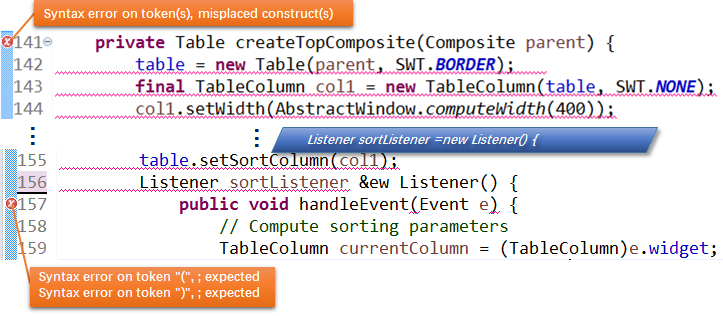 Syntax error on token(s), misplaced construct(s)
141 private Table createTopComposite(Composite parent) {
142 table = new Table(parent, SWT.BORDER);
143 final TableColumn col1 = new TableColumn(table, SWT.NONE);
144 col1.setWidth(AbstractWindow.computeWidth(400));
Listener sortListener =new Listener() {
155 table.setSortColumn(col1);
156 Listener sortListener &ew Listener() {
157 public void handleEvent(Event e) {
158 // Compute sorting parameters
159 TableColumn currentColumn = (TableColumn)e.widget;
Syntax error on token "(", ; expected
Syntax error on token ")", ; expected